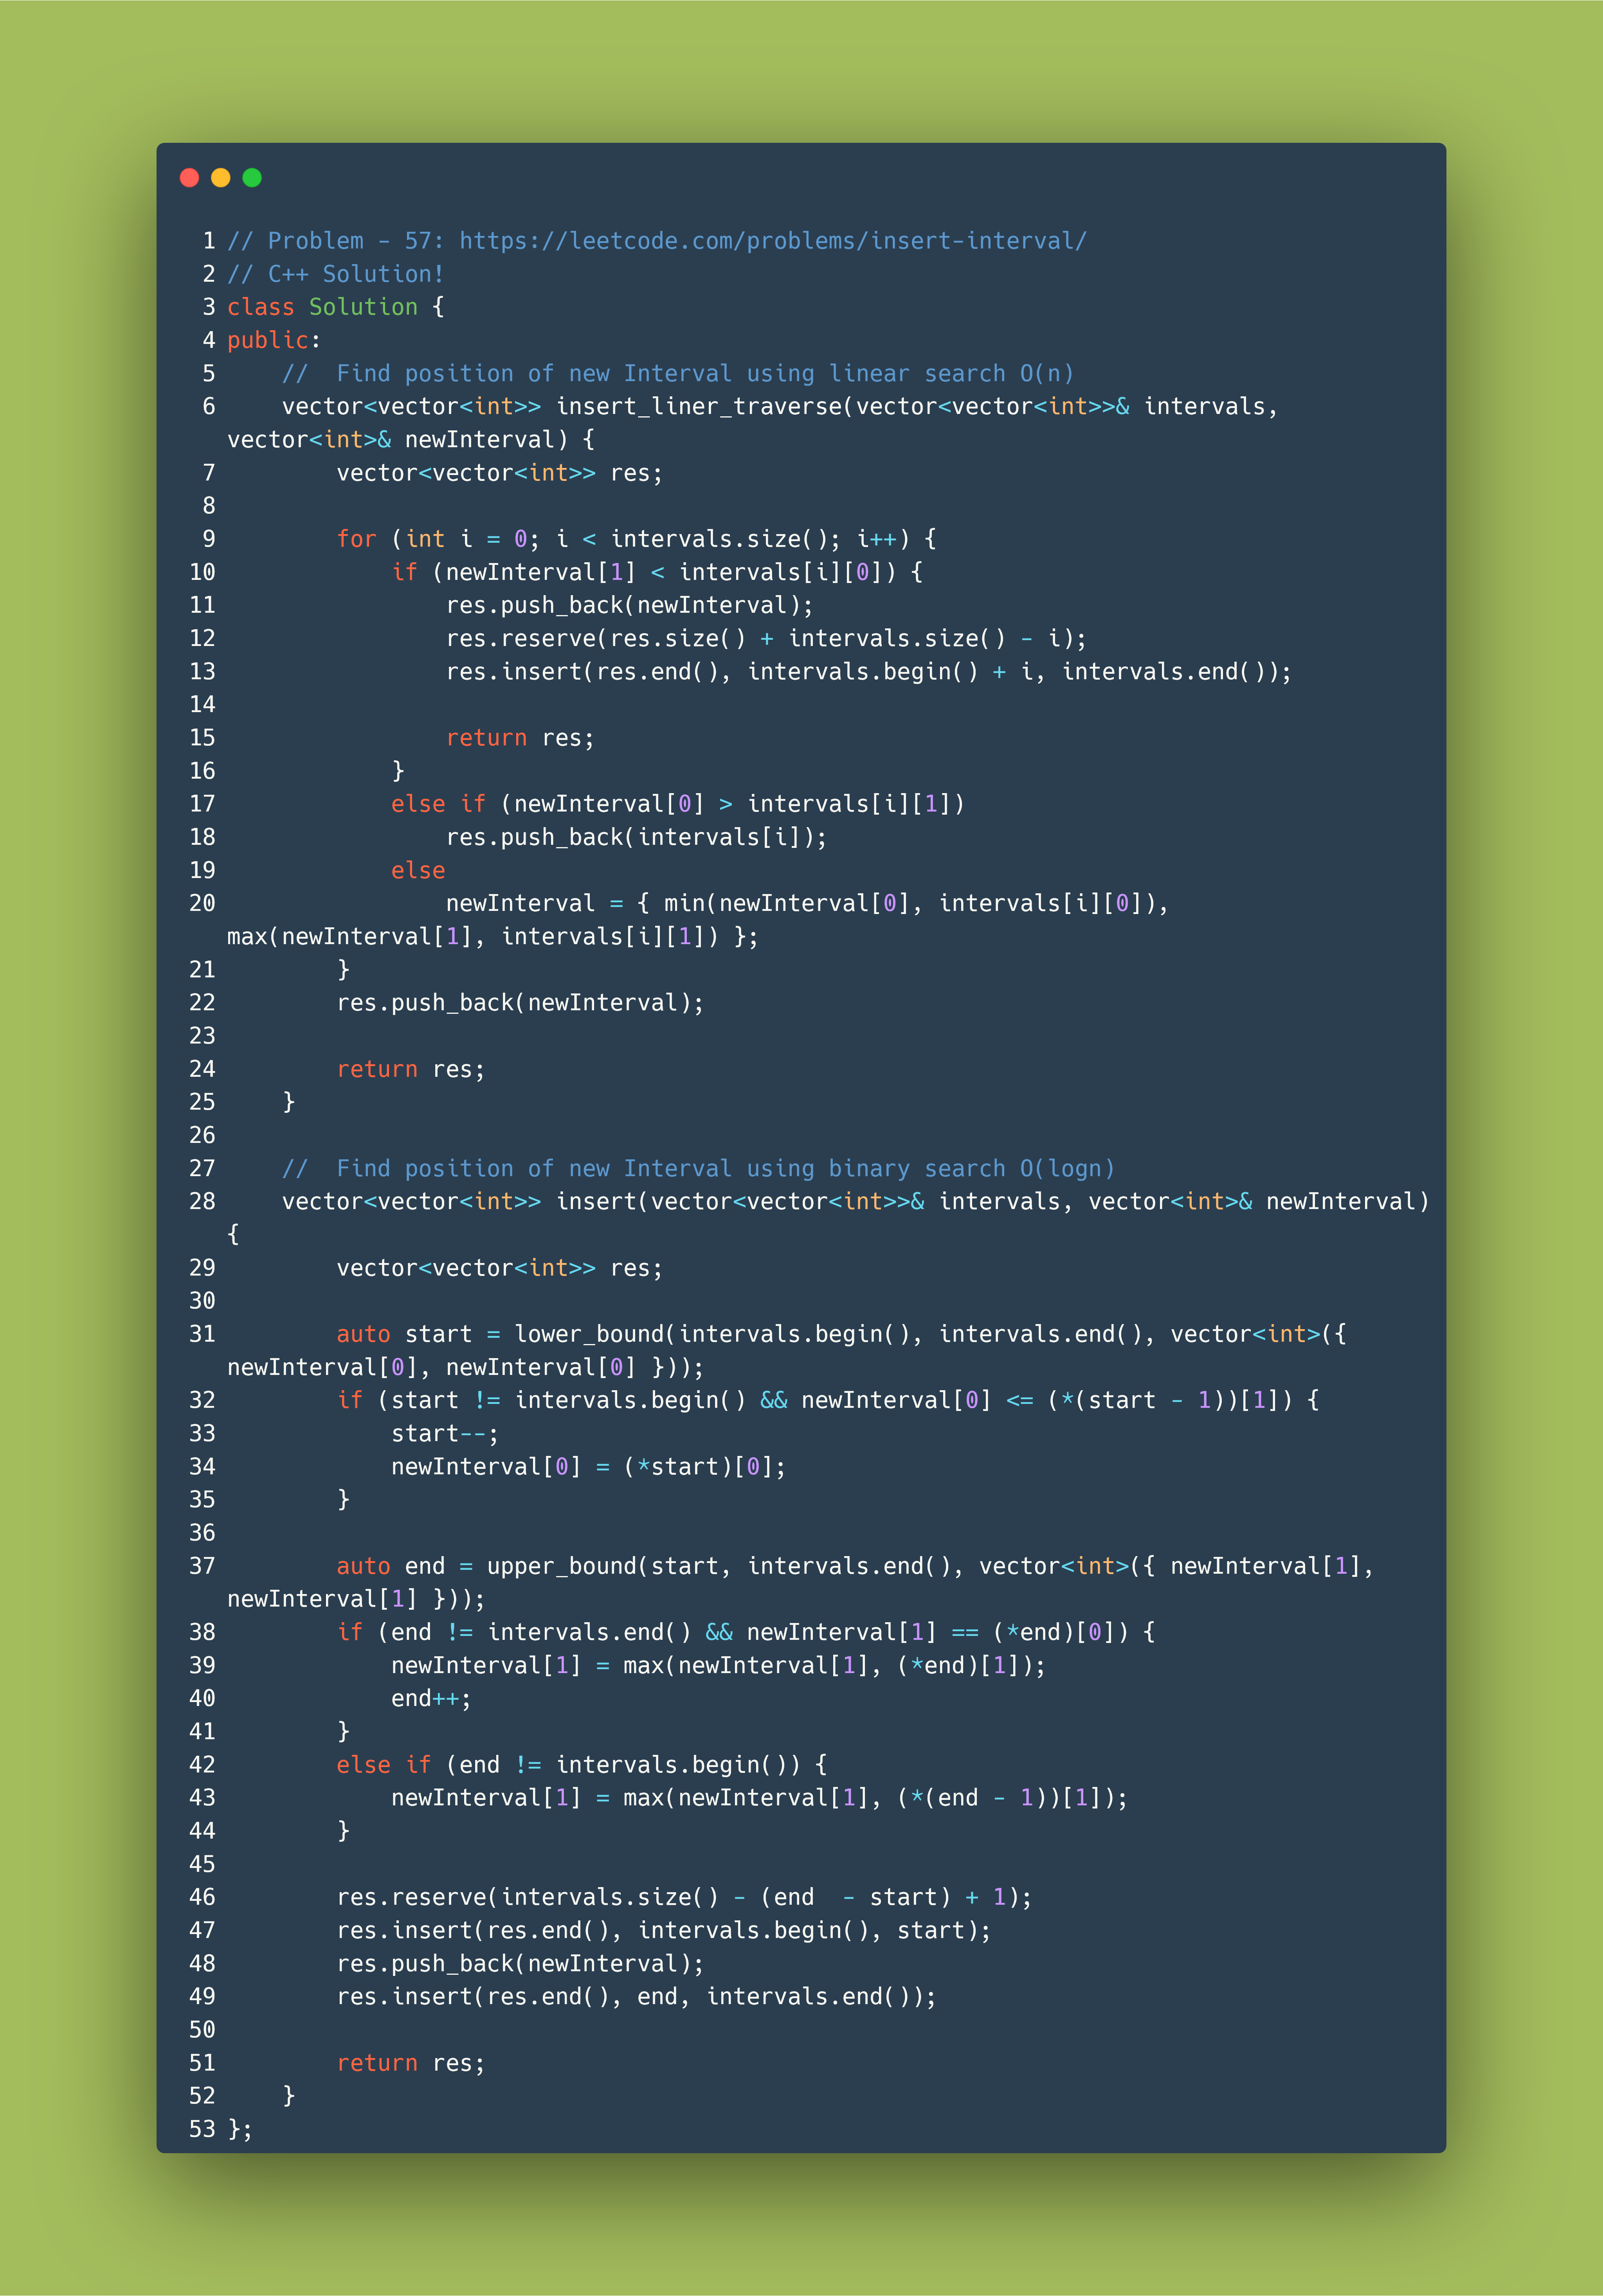 1 // Problem - 57: https://leetcode.com/problems/insert-interval/
2 // C++ Solution!
3 class Solution {
4 public:
5     //  Find position of new Interval using linear search O(n)
6     vector<vector<int>> insert_liner_traverse(vector<vector<int>>& intervals,
vector<int>& newInterval) {
7         vector<vector<int>> res;
8
9         for (int i = 0; i < intervals.size(); i++) {
10             if (newInterval[1] < intervals[i][0]) {
11                 res.push_back(newInterval);
12                 res.reserve(res.size() + intervals.size() - i);
13                 res.insert(res.end(), intervals.begin() + i, intervals.end());
14
15                 return res;
16             }
17             else if (newInterval[0] > intervals[i][1])
18                 res.push_back(intervals[i]);
19             else
20                 newInterval = { min(newInterval[0], intervals[i][0]),
max(newInterval[1], intervals[i][1]) };
21         }
22         res.push_back(newInterval);
23
24         return res;
25     }
26
27     //  Find position of new Interval using binary search O(logn)
28     vector<vector<int>> insert(vector<vector<int>>& intervals, vector<int>& newInterval)
{
29         vector<vector<int>> res;
30
31         auto start = lower_bound(intervals.begin(), intervals.end(), vector<int>({
newInterval[0], newInterval[0] }));
32         if (start != intervals.begin() && newInterval[0] <= (*(start - 1))[1]) {
33             start--;
34             newInterval[0] = (*start)[0];
35         }
36
37         auto end = upper_bound(start, intervals.end(), vector<int>({ newInterval[1],
newInterval[1] }));
38         if (end != intervals.end() && newInterval[1] == (*end)[0]) {
39             newInterval[1] = max(newInterval[1], (*end)[1]);
40             end++;
41         }
42         else if (end != intervals.begin()) {
43             newInterval[1] = max(newInterval[1], (*(end - 1))[1]);
44         }
45
46         res.reserve(intervals.size() - (end  - start) + 1);
47         res.insert(res.end(), intervals.begin(), start);
48         res.push_back(newInterval);
49         res.insert(res.end(), end, intervals.end());
50
51         return res;
52     }
53 };